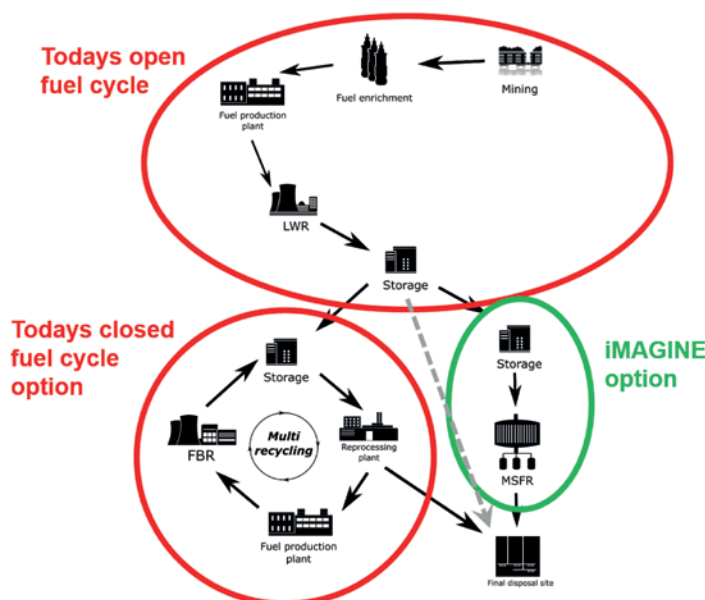 Todays open
fuel cycle
Mining
Fuel enrichment
Fuel production
plant
LWR
Storage
Todays closed
fuel cycle
option
Storage
Reprocessing
plant
Fuel production
plant
FBR
Multi
recycling
iMAGINE
option
Storage
MSFR
Final disposal site